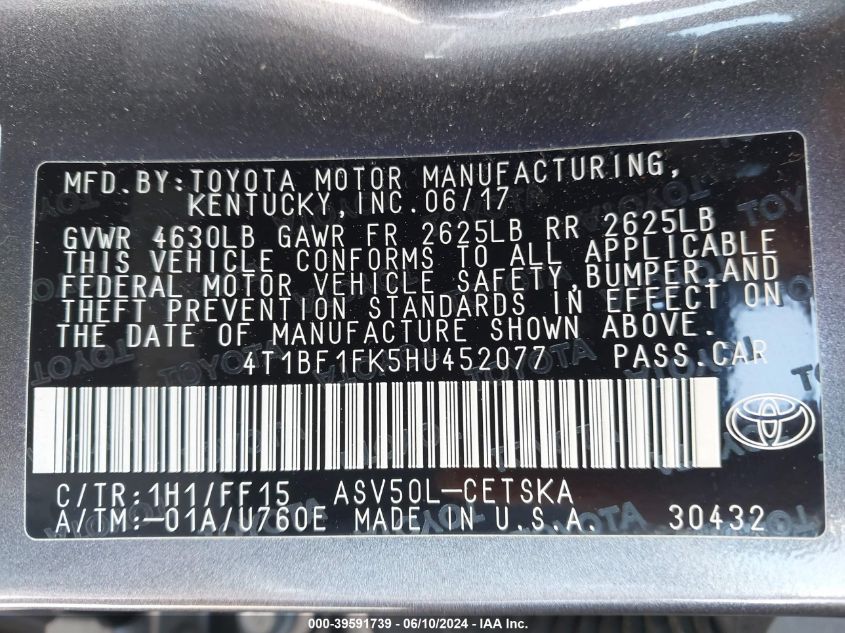 MFD.BY:TOYOTA MOTOR MANUFACTURING,
KENTUCKY,INC.06/17
GVWR 4630LB GAWR FR 2625LB RR 2625LB
THIS VEHICLE CONFORMS TO ALL APPLICABLE
FEDERAL MOTOR VEHICLE SAFETY,BUMPER,AND
THEFT PREVENTION STANDARDS IN EFFECT ON
THE DATE OF MANUFACTURE SHOWN ABOVE.
4T1BF1FK5HU452077 PASS.CAR
C/TR:1H1/FF15 ASV50L-CETSKA
A/TM:-01A/U760E MADE IN U.S.A. 30432
000-39591739 - 06/10/2024 - IAA Inc.